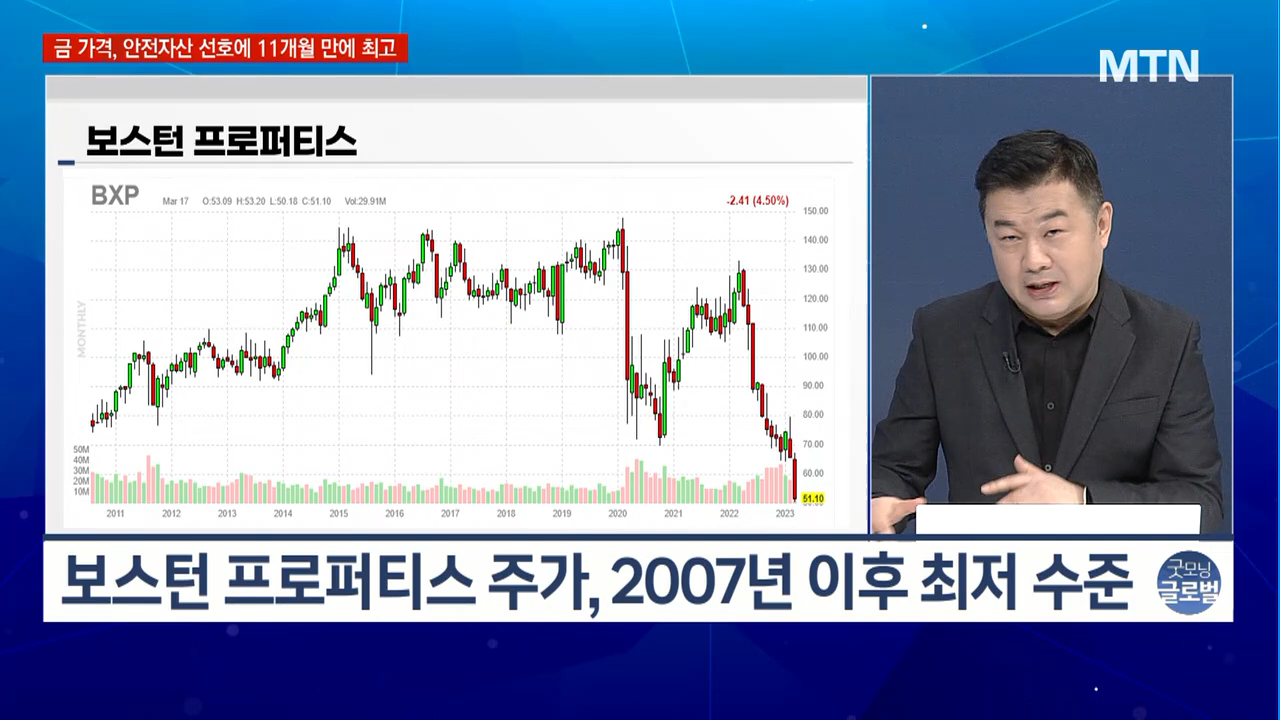 금 가격, 안전자산 선호에 11개월 만에 최고
MTN
보스턴 프로퍼티스
BXP
Mar 17 O:53.09 H:53.20 L:50.18 C:51.10 Vol:29.91M
-2.41 (4.50%)
MONTHLY
150.00
140.00
130.00
120.00
110.00
100.00
90.00
80.00
70.00
60.00
51.10
50M
40M
30M
20M
10M
2011 2012 2013 2014 2015 2016 2017 2018 2019 2020 2021 2022 2023
보스턴 프로퍼티스 주가, 2007년 이후 최저 수준
굿모닝
글로벌